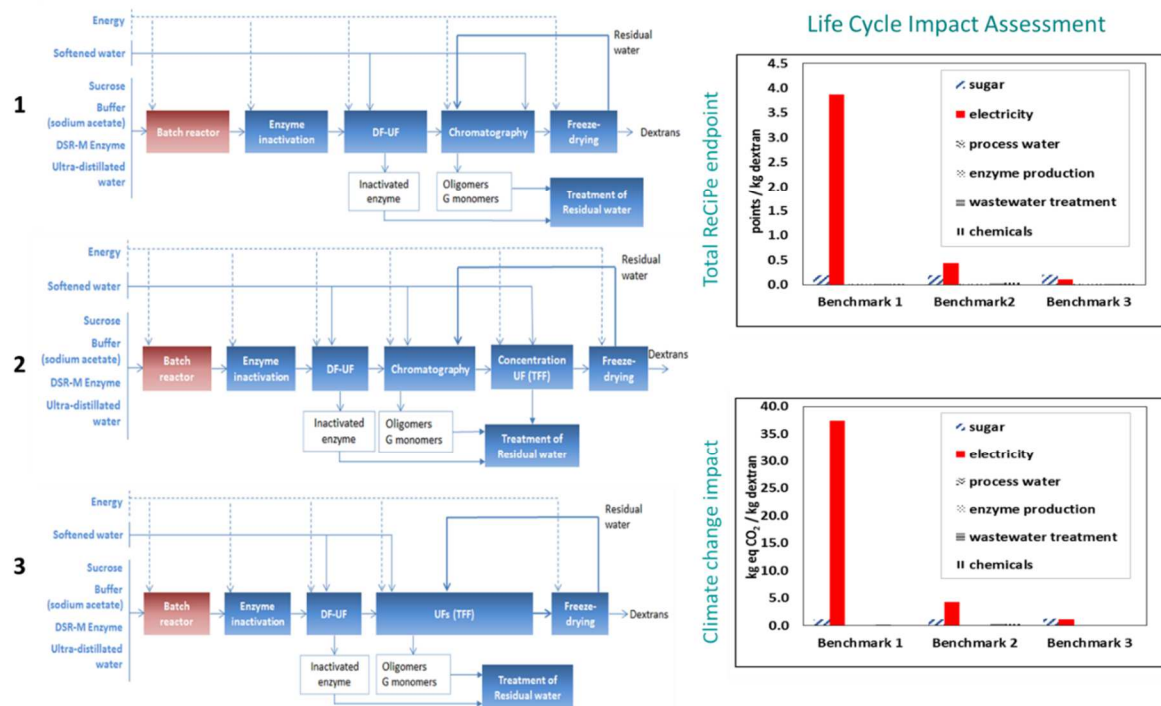 1
Energy
Softened water
Sucrose
Buffer
(sodium acetate)
DSR-M Enzyme
Ultra-distilled
water
Batch reactor
Enzyme
inactivation
DF-UF
Chromatography
Freeze-
drying
Dextrans
Residual
water
Inactivated
enzyme
Oligomers
G monomers
Treatment of
Residual water
2
Energy
Softened water
Sucrose
Buffer
(sodium acetate)
DSR-M Enzyme
Ultra-distilled
water
Batch
reactor
Enzyme
inactivation
DF-UF
Chromatography
Concentration
UF (TFF)
Freeze-
drying
Dextrans
Residual
water
Inactivated
enzyme
Oligomers
G monomers
Treatment of
Residual water
3
Energy
Softened water
Sucrose
Buffer
(sodium acetate)
DSR-M Enzyme
Ultra-distilled
water
Batch
reactor
Enzyme
inactivation
DF-UF
UFs (TFF)
Freeze-
drying
Dextrans
Residual
water
Inactivated
enzyme
Oligomers
G monomers
Treatment of
Residual water
Life Cycle Impact Assessment
Total ReCiPe endpoint
points / kg dextran
4.5
4.0
3.5
3.0
2.5
2.0
1.5
1.0
0.5
0.0
sugar
electricity
process water
enzyme production
wastewater treatment
chemicals
Benchmark 1
Benchmark2
Benchmark 3
Climate change impact
kg eq CO₂ / kg dextran
40.0
35.0
30.0
25.0
20.0
15.0
10.0
5.0
0.0
sugar
electricity
process water
enzyme production
wastewater treatment
chemicals
Benchmark 1
Benchmark 2
Benchmark 3